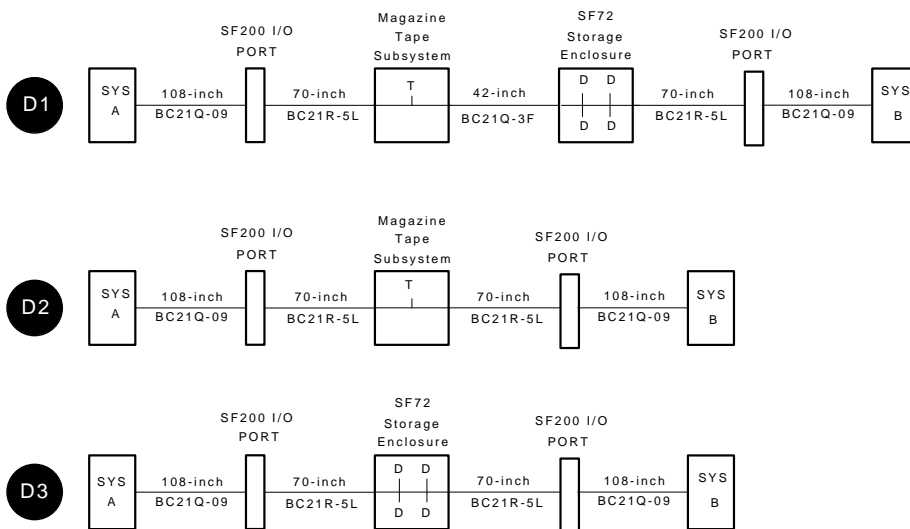 D1
SYS
A
108-inch
BC21Q-09
SF200 I/O
PORT
70-inch
BC21R-5L
Magazine
Tape
Subsystem
T
42-inch
BC21Q-3F
SF72
Storage
Enclosure
D D
D D
70-inch
BC21R-5L
SF200 I/O
PORT
108-inch
BC21Q-09
SYS
B
D2
SYS
A
108-inch
BC21Q-09
SF200 I/O
PORT
70-inch
BC21R-5L
Magazine
Tape
Subsystem
T
70-inch
BC21R-5L
SF200 I/O
PORT
108-inch
BC21Q-09
SYS
B
D3
SYS
A
108-inch
BC21Q-09
SF200 I/O
PORT
70-inch
BC21R-5L
SF72
Storage
Enclosure
D D
D D
70-inch
BC21R-5L
SF200 I/O
PORT
108-inch
BC21Q-09
SYS
B